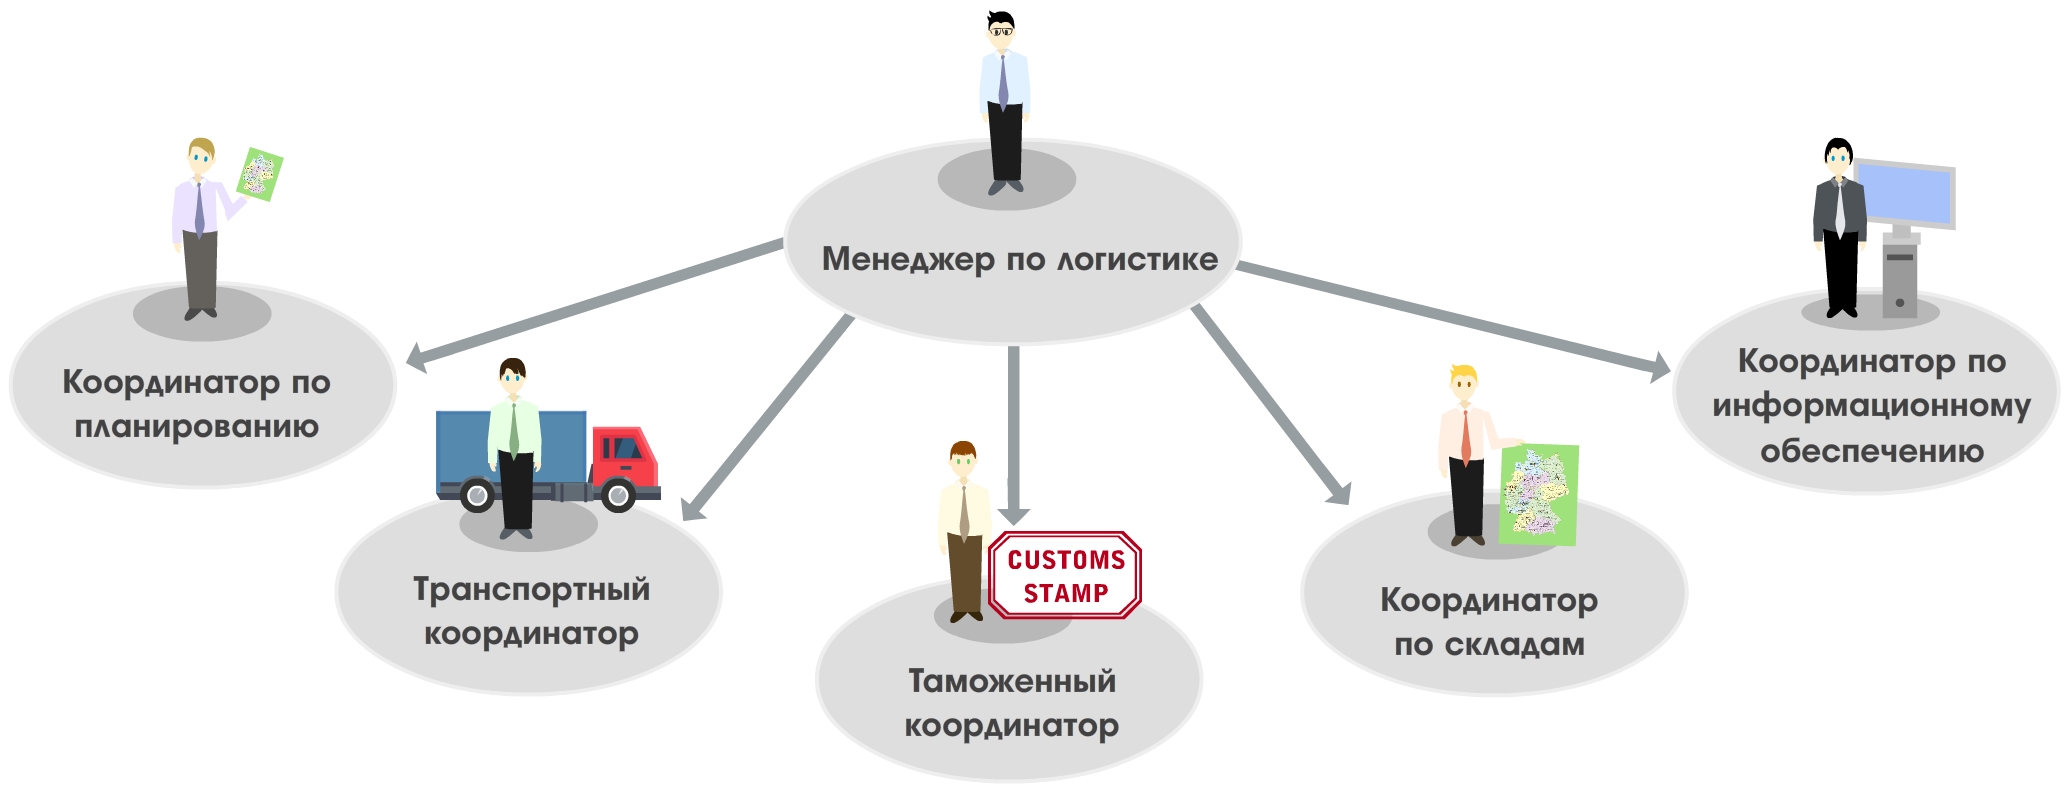 Менеджер по логистике
Координатор по
планированию
Транспортный
координатор
CUSTOMS
STAMP
Таможенный
координатор
Координатор
по складам
Координатор по
информационному
обеспечению